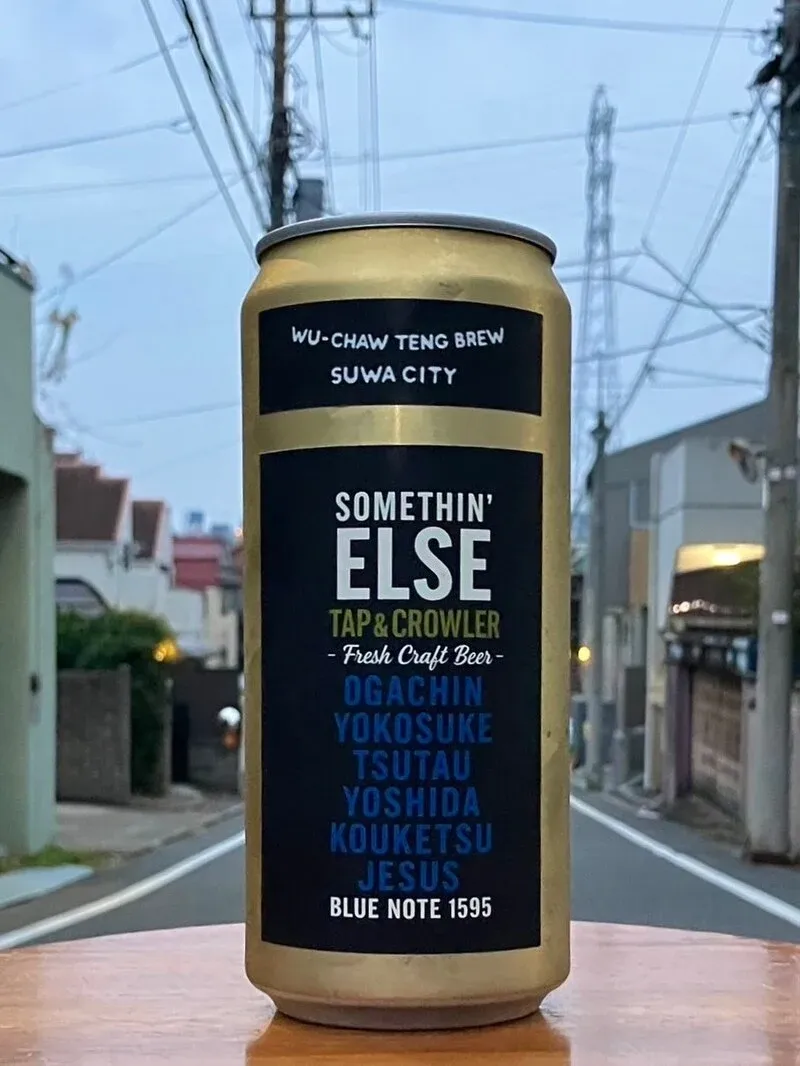 WU-CHAW TENG BREW
SUWA CITY
SOMETHIN'
ELSE
TAP & CROWLER
- Fresh Craft Beer -
OGACHIN
YOKOSUKE
TSUTAU
YOSHIDA
KOUKETSU
JESUS
BLUE NOTE 1595